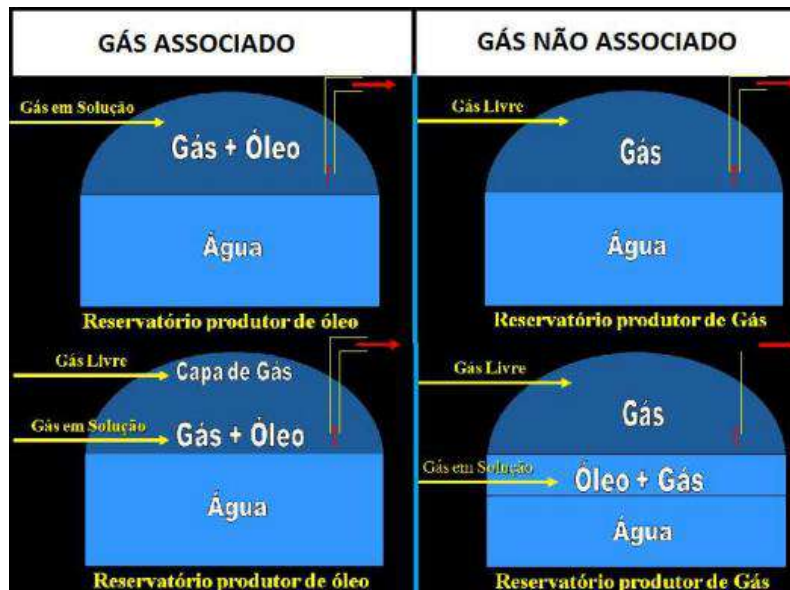 GÁS ASSOCIADO
Gás em Solução
Gás + Óleo
Água
Reservatório produtor de óleo
Gás Livre
Capa de Gás
Gás em Solução
Gás + Óleo
Água
Reservatório produtor de óleo
GÁS NÃO ASSOCIADO
Gás Livre
Gás
Água
Reservatório produtor de Gás
Gás Livre
Gás
Gás em Solução
Óleo + Gás
Água
Reservatório produtor de Gás